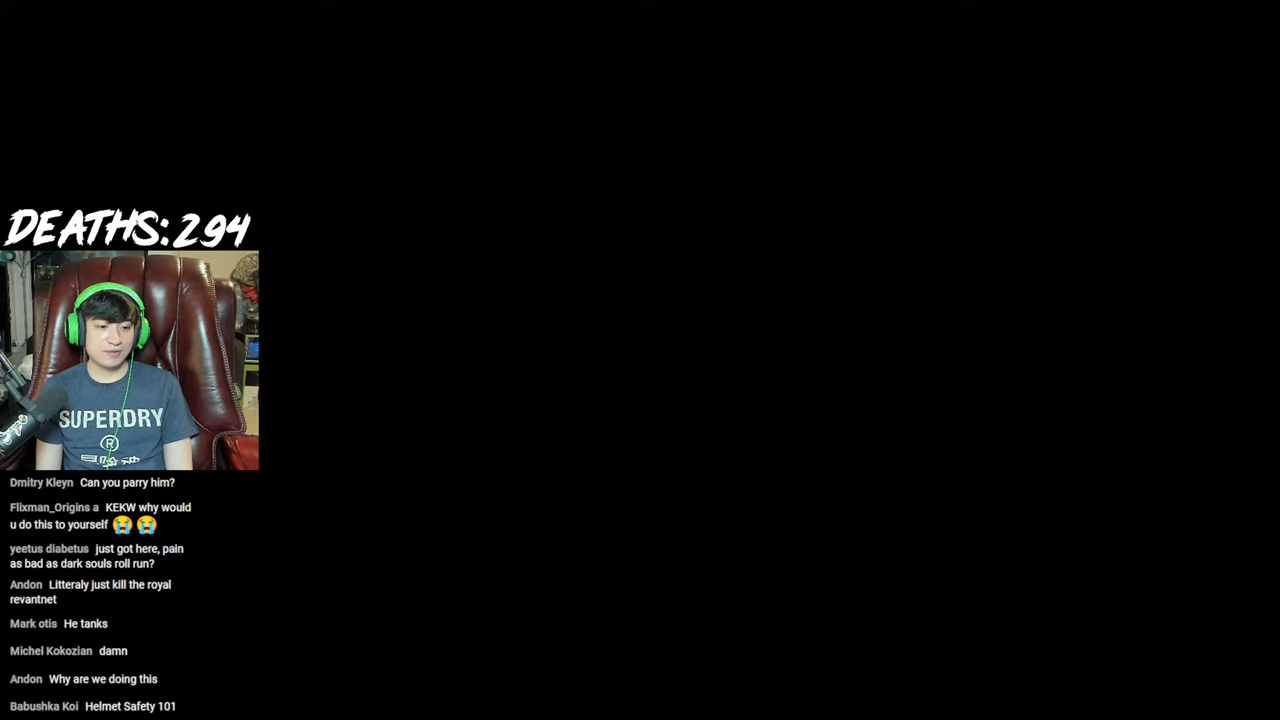 DEATHS:294
SUPERDRY
®
Dmitry Kleyn Can you parry him?
Flixman_Origins a KEKW why would
u do this to yourself 😭 😭
yeetus diabetus just got here, pain
as bad as dark souls roll run?
Andon Litteraly just kill the royal
revantnet
Mark otis He tanks
Michel Kokozian damn
Andon Why are we doing this
Babushka Koi Helmet Safety 101